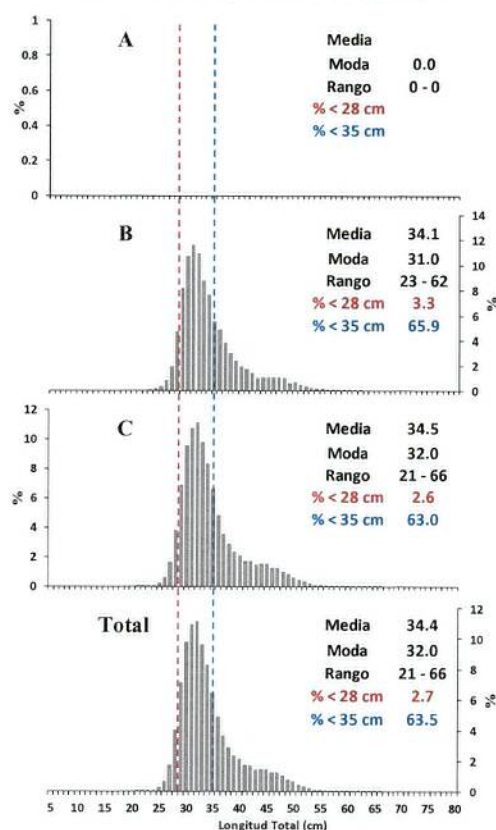 A
Media
Moda 0.0
Rango 0 - 0
% < 28 cm
% < 35 cm
%
1
0.8
0.6
0.4
0.2
0
B
Media 34.1
Moda 31.0
Rango 23 - 62
% < 28 cm 3.3
% < 35 cm 65.9
14
12
10
8
6
4
2
0
%
C
Media 34.5
Moda 32.0
Rango 21 - 66
% < 28 cm 2.6
% < 35 cm 63.0
12
10
8
6
4
2
0
%
Total
Media 34.4
Moda 32.0
Rango 21 - 66
% < 28 cm 2.7
% < 35 cm 63.5
12
10
8
6
4
2
0
%
5 10 15 20 25 30 35 40 45 50 55 60 65 70 75 80
Longitud Total (cm)